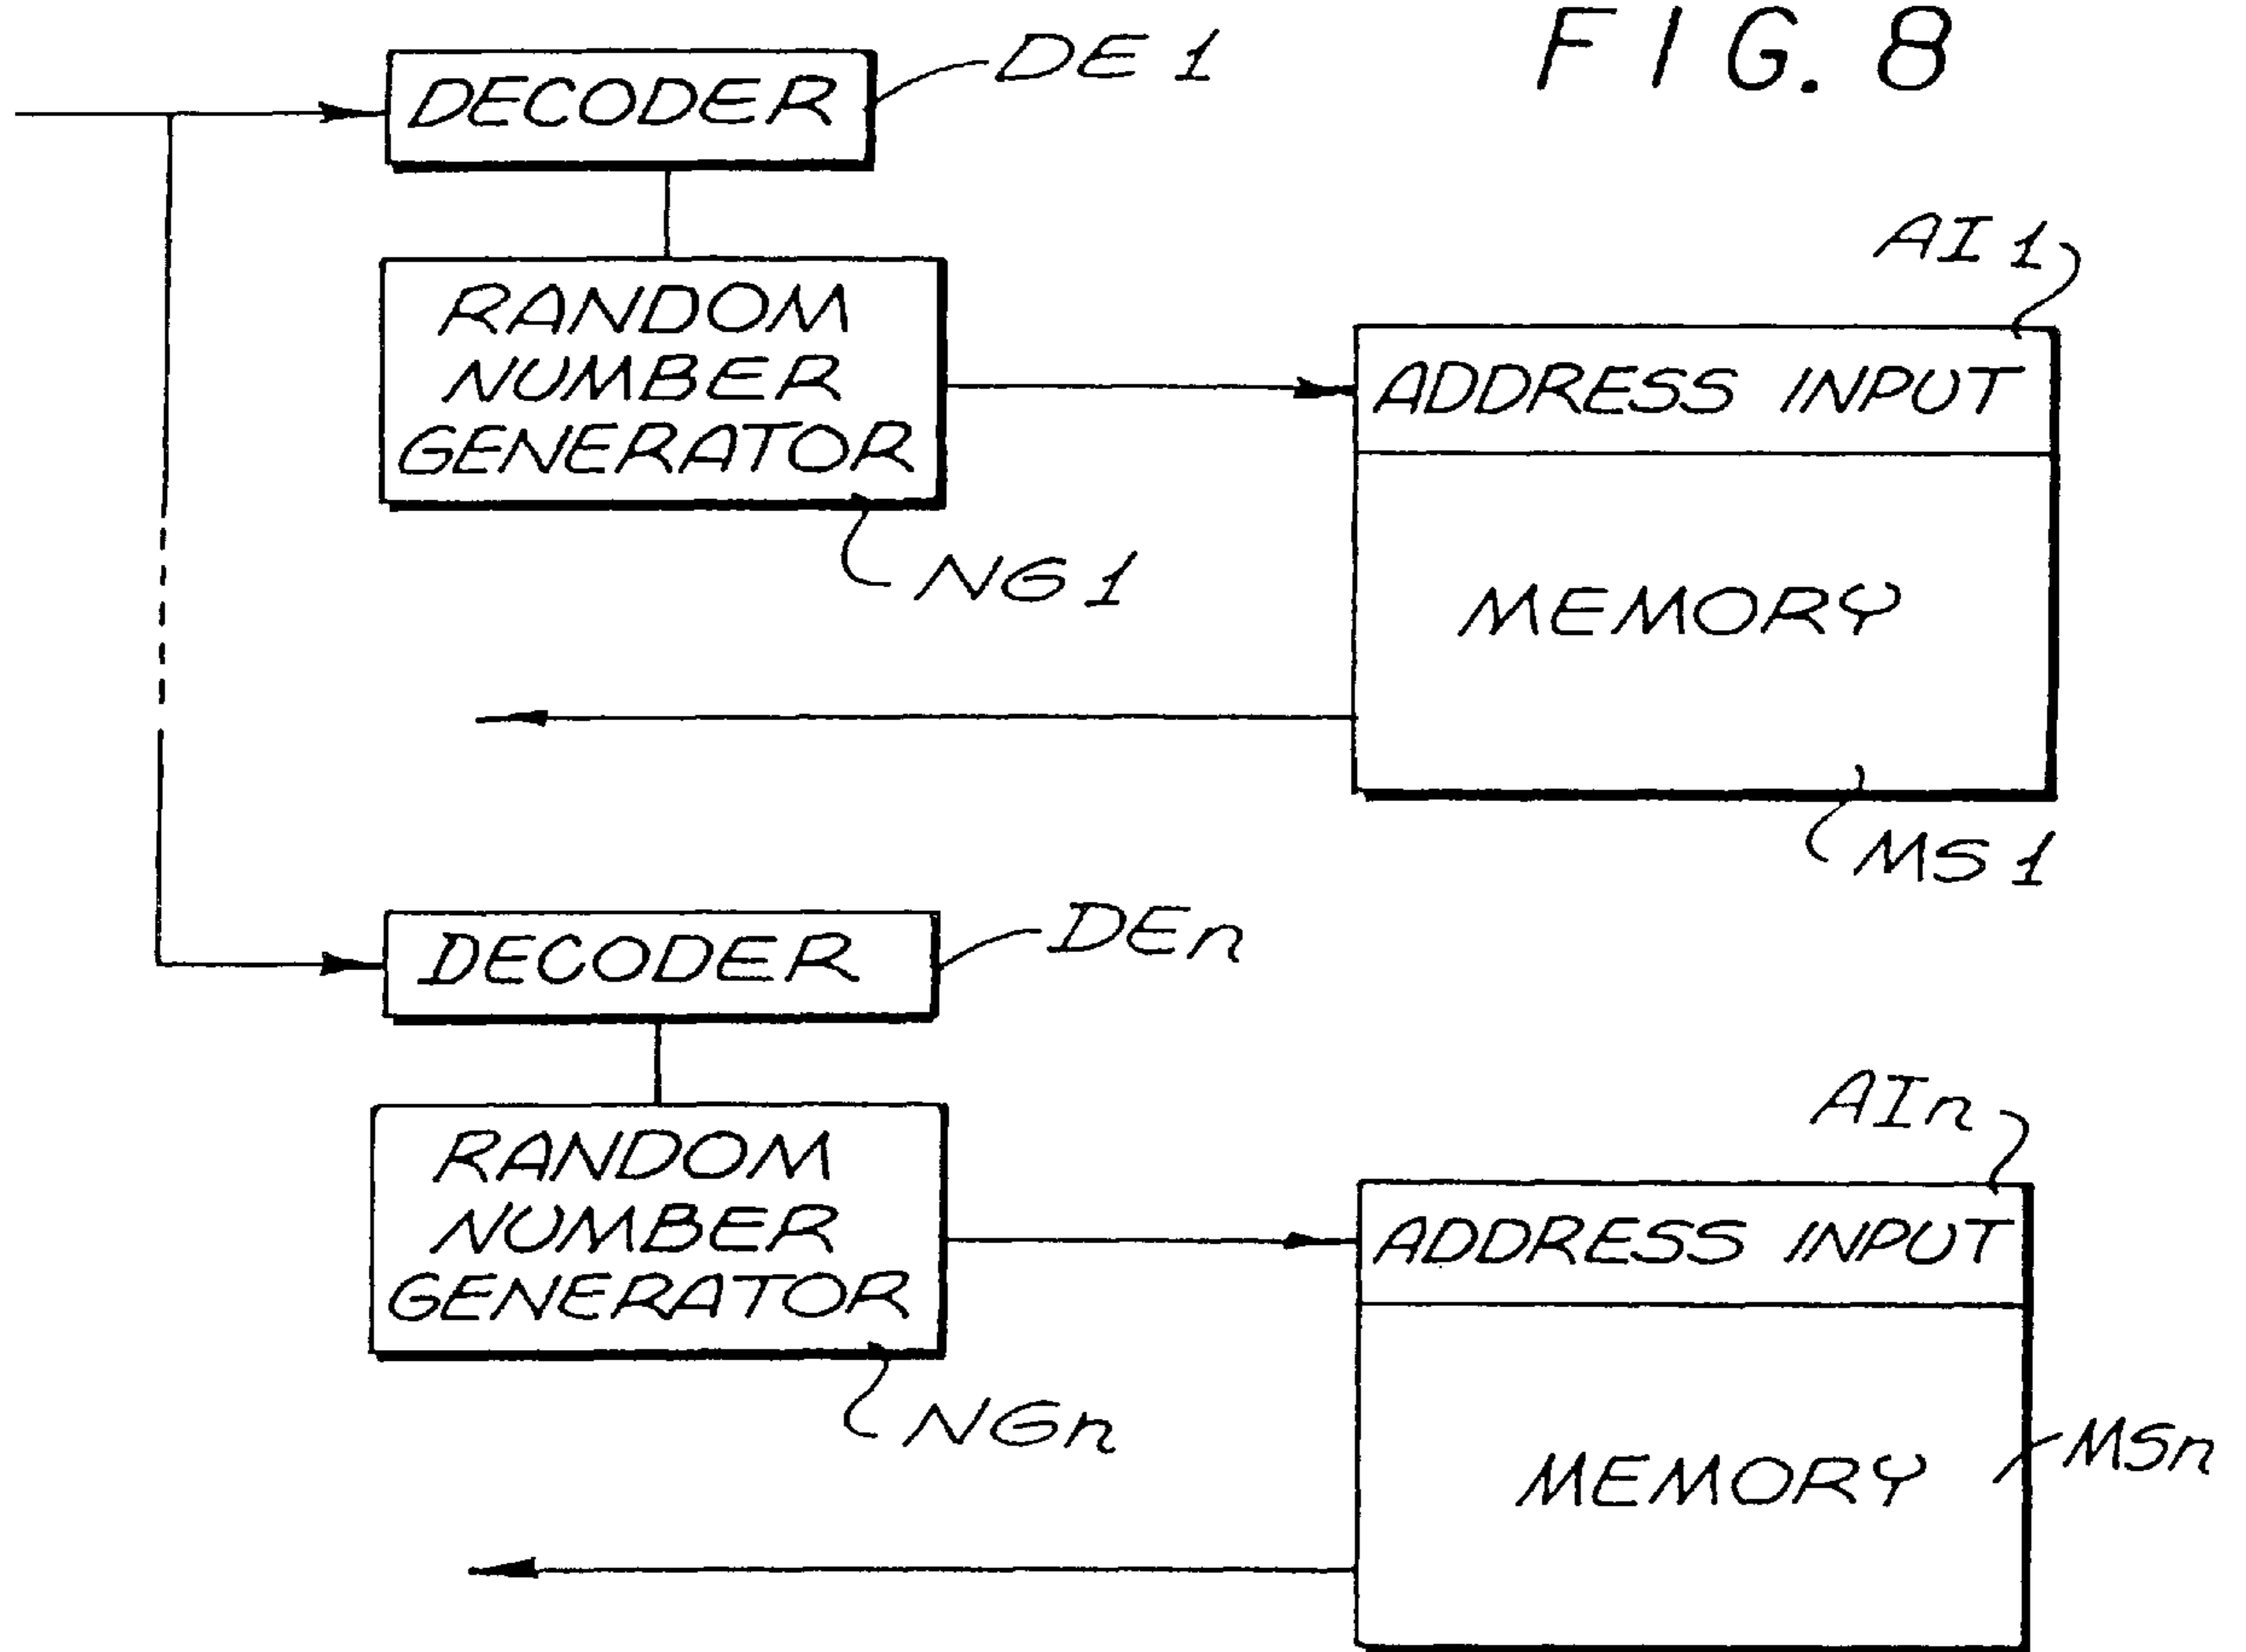 FIG. 8
DECODER
DE 1
RANDOM
NUMBER
GENERATOR
NG 1
AI 1
ADDRESS INPUT
MEMORY
MS 1
DECODER
DEn
RANDOM
NUMBER
GENERATOR
NGn
AIn
ADDRESS INPUT
MEMORY
MSn